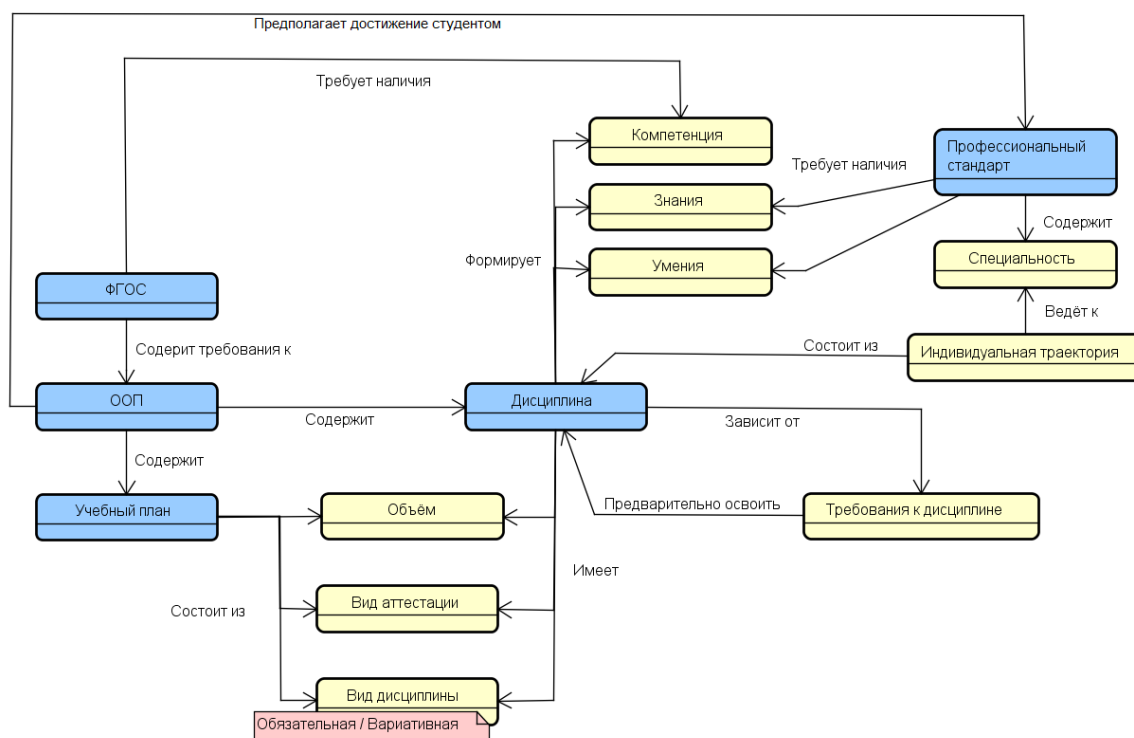 Предполагает достижение студентом
Требует наличия
Компетенция
Профессиональный
стандарт
Требует наличия
Знания
Содержит
Формирует
Умения
Специальность
ФГОС
Ведёт к
Содерит требования к
Состоит из
Индивидуальная траектория
ООП
Дисциплина
Содержит
Зависит от
Содержит
Учебный план
Объём
Предварительно освоить
Требования к дисциплине
Имеет
Вид аттестации
Состоит из
Вид дисциплины
Обязательная / Вариативная